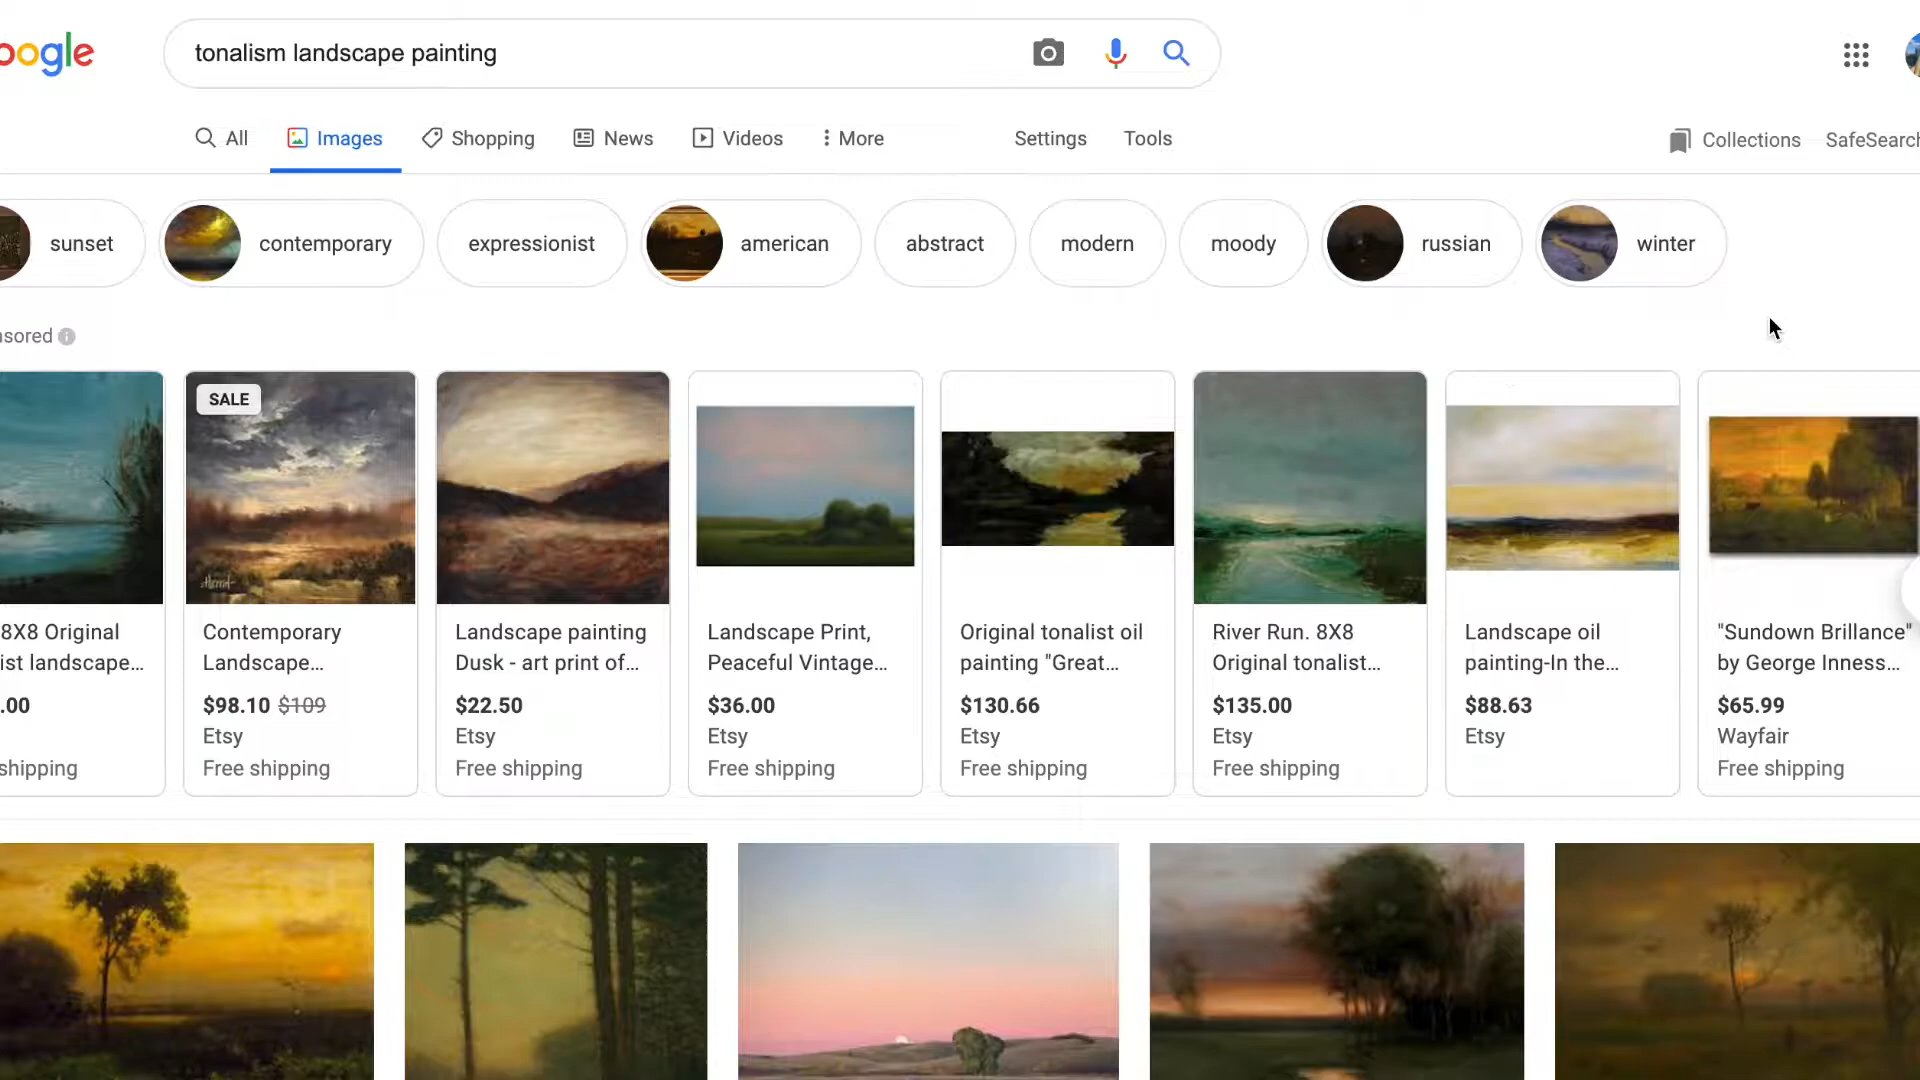 oogle
tonalism landscape painting
All Images Shopping News Videos More Settings Tools Collections SafeSearch
sunset contemporary expressionist american abstract modern moody russian winter
nsored
SALE
8X8 Original
ist landscape...
.00
shipping
Contemporary
Landscape...
$98.10 $109
Etsy
Free shipping
Landscape painting
Dusk - art print of...
$22.50
Etsy
Free shipping
Landscape Print,
Peaceful Vintage...
$36.00
Etsy
Free shipping
Original tonalist oil
painting "Great...
$130.66
Etsy
Free shipping
River Run. 8X8
Original tonalist...
$135.00
Etsy
Free shipping
Landscape oil
painting-In the...
$88.63
Etsy
"Sundown Brillance"
by George Inness...
$65.99
Wayfair
Free shipping